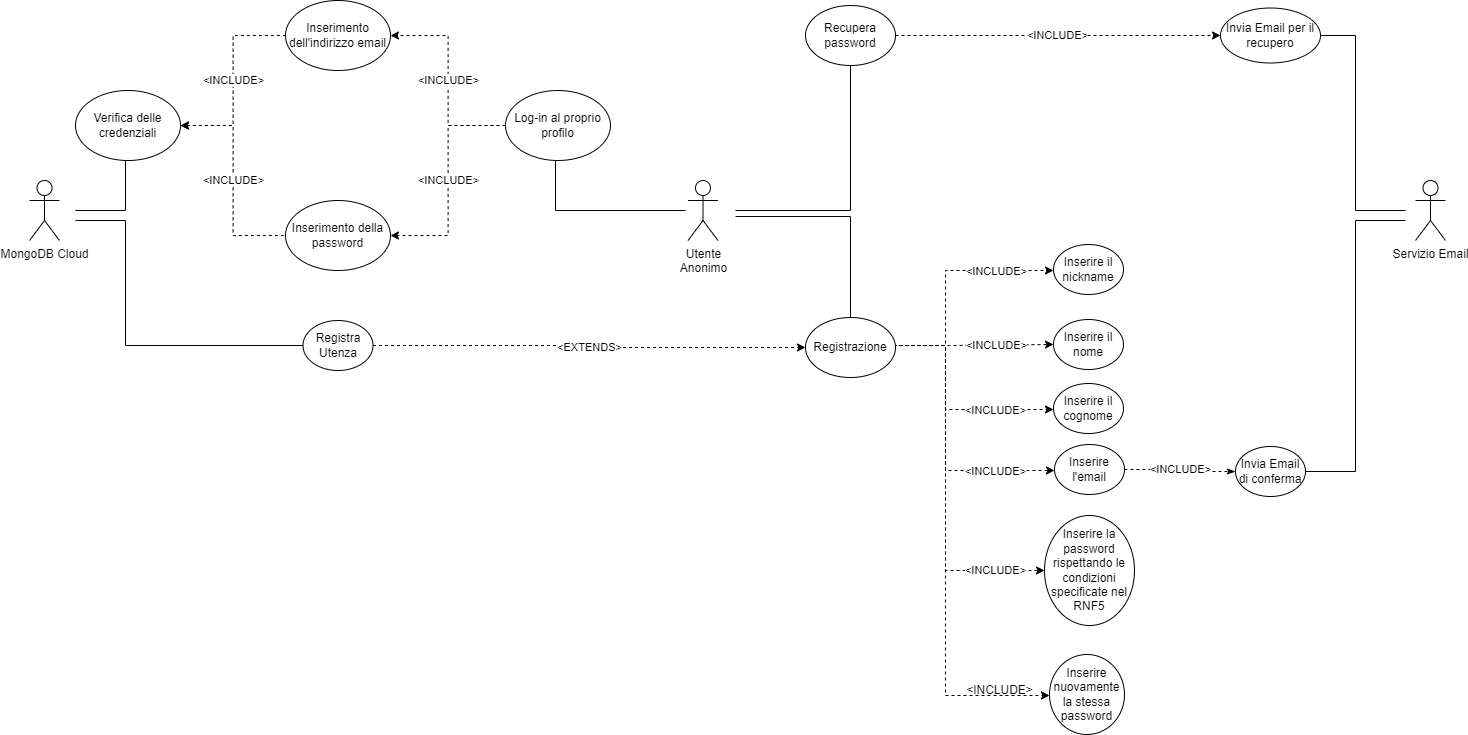 Inserimento
dell'indirizzo email
Recupera
password
<INCLUDE>
Invia Email per il
recupero
<INCLUDE>
<INCLUDE>
Verifica delle
credenziali
Log-in al proprio
profilo
<INCLUDE>
<INCLUDE>
Inserimento della
password
MongoDB Cloud
Utente
Anonimo
Servizio Email
Inserire il
nickname
<INCLUDE>
Registra
Utenza
<EXTENDS>
Registrazione
<INCLUDE>
Inserire il
nome
<INCLUDE>
Inserire il
cognome
<INCLUDE>
Inserire
l'email
<INCLUDE>
Invia Email
di conferma
<INCLUDE>
Inserire la
password
rispettando le
condizioni
specificate nel
RNF5
<INCLUDE>
Inserire
nuovamente
la stessa
password